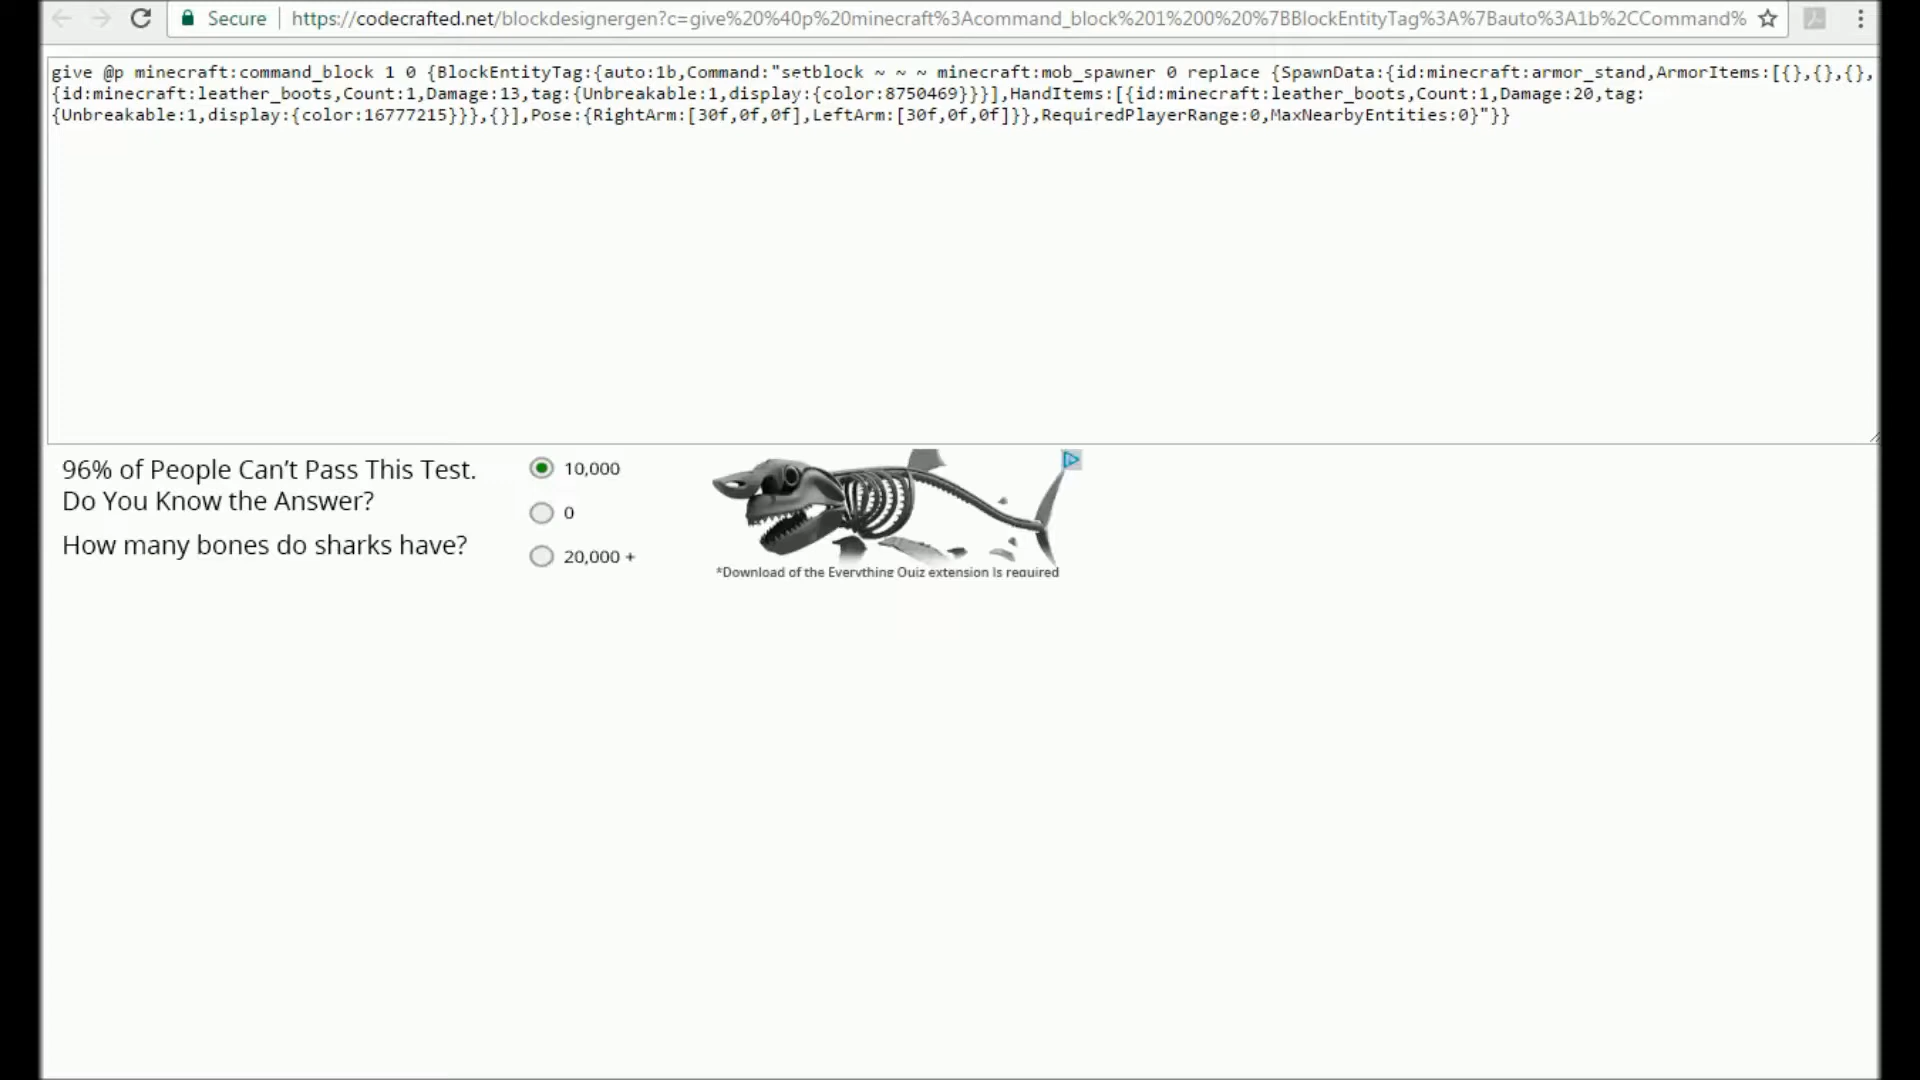 Secure https://codecrafted.net/blockdesignergen?c=give%20%40p%20minecraft%3Acommand_block%201%200%20%7BBlockEntityTag%3A%7Bauto%3A1b%2CCommand%
give @p minecraft:command_block 1 0 {BlockEntityTag:{auto:1b,Command:"setblock ~ ~ ~ minecraft:mob_spawner 0 replace {SpawnData:{id:minecraft:armor_stand,ArmorItems:[{},{},{},
{id:minecraft:leather_boots,Count:1,Damage:13,tag:{Unbreakable:1,display:{color:8750469}}}],HandItems:[{id:minecraft:leather_boots,Count:1,Damage:20,tag:
{Unbreakable:1,display:{color:16777215}}},{}],Pose:{RightArm:[30f,0f,0f],LeftArm:[30f,0f,0f]}},RequiredPlayerRange:0,MaxNearbyEntities:0}"}}
96% of People Can't Pass This Test.
Do You Know the Answer?
How many bones do sharks have?
10,000
0
20,000 +
*Download of the Everything Quiz extension Is required